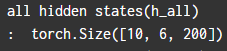 all hidden states(h_all)
:  torch.Size([10, 6, 200])